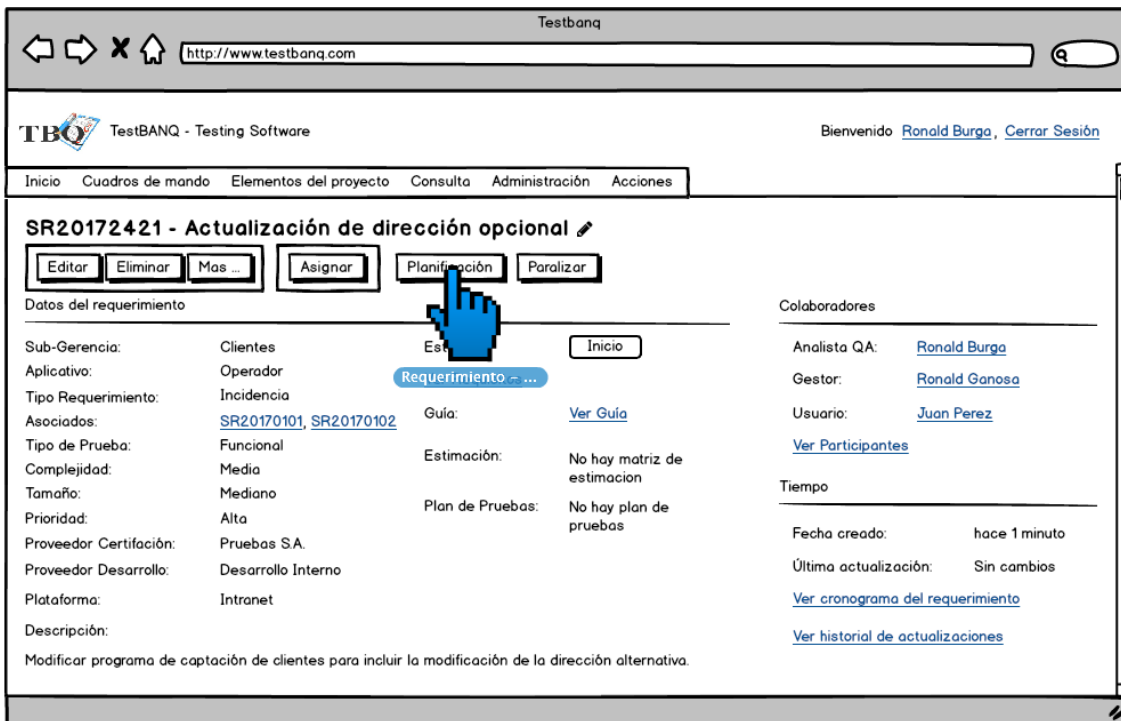 Testbanq
http://www.testbanq.com
TBQ TestBANQ - Testing Software
Bienvenido Ronald Burga, Cerrar Sesión
Inicio Cuadros de mando Elementos del proyecto Consulta Administración Acciones
SR20172421 - Actualización de dirección opcional
Editar Eliminar Mas ... Asignar Planificación Paralizar
Datos del requerimiento
Sub-Gerencia: Clientes
Aplicativo: Operador
Tipo Requerimiento: Incidencia
Asociados: SR20170101, SR20170102
Tipo de Prueba: Funcional
Complejidad: Media
Tamaño: Mediano
Prioridad: Alta
Proveedor Certifación: Pruebas S.A.
Proveedor Desarrollo: Desarrollo Interno
Plataforma: Intranet
Descripción:
Modificar programa de captación de clientes para incluir la modificación de la dirección alternativa.
Inicio
Requerimiento – ...
Guía: Ver Guía
Estimación: No hay matriz de
estimacion
Plan de Pruebas: No hay plan de
pruebas
Colaboradores
Analista QA: Ronald Burga
Gestor: Ronald Ganosa
Usuario: Juan Perez
Ver Participantes
Tiempo
Fecha creado: hace 1 minuto
Última actualización: Sin cambios
Ver cronograma del requerimiento
Ver historial de actualizaciones